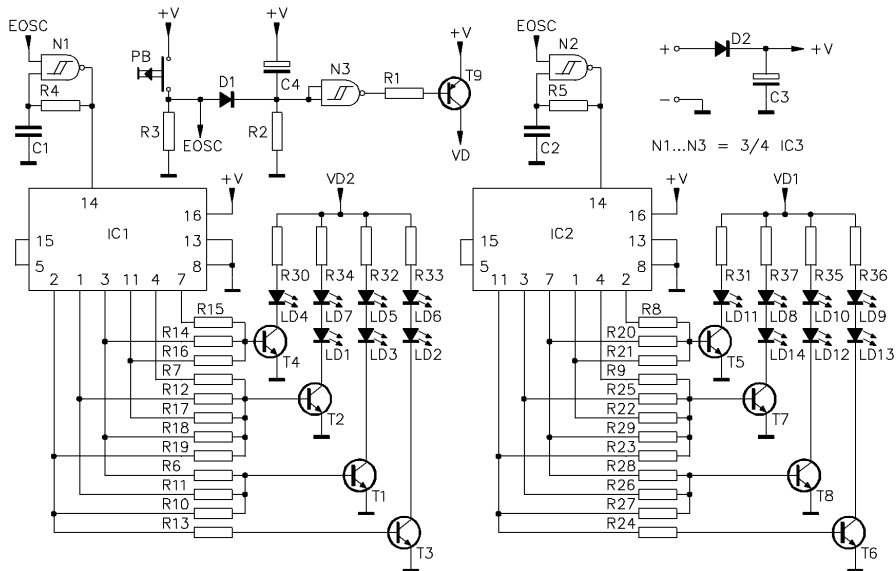 EOSC N1 +V +V +V EOSC N2
PB D1 C4 N3 R1 T9 D2 +V
R4 R5 + C3
C1 R3 EOSC R2 VD C2 -
N1...N3 = 3/4 IC3
+V VD2 +V VD1
14 16 14 16
15 IC1 13 15 IC2 13
5 8 5 8
2 1 3 11 4 7 R30 R34 R32 R33 11 3 7 1 4 2 R31 R37 R35 R36
R15 LD4 LD7 LD5 LD6 R8 LD11 LD8 LD10 LD9
R14 LD1 LD3 LD2 R20 LD14 LD12 LD13
R16 T4 R21 T5
R7 R9
R12 T2 R25 T7
R17 R22
R18 R29
R19 R23
R6 R28
R11 T1 R26 T8
R10 R27
R13 T3 R24 T6